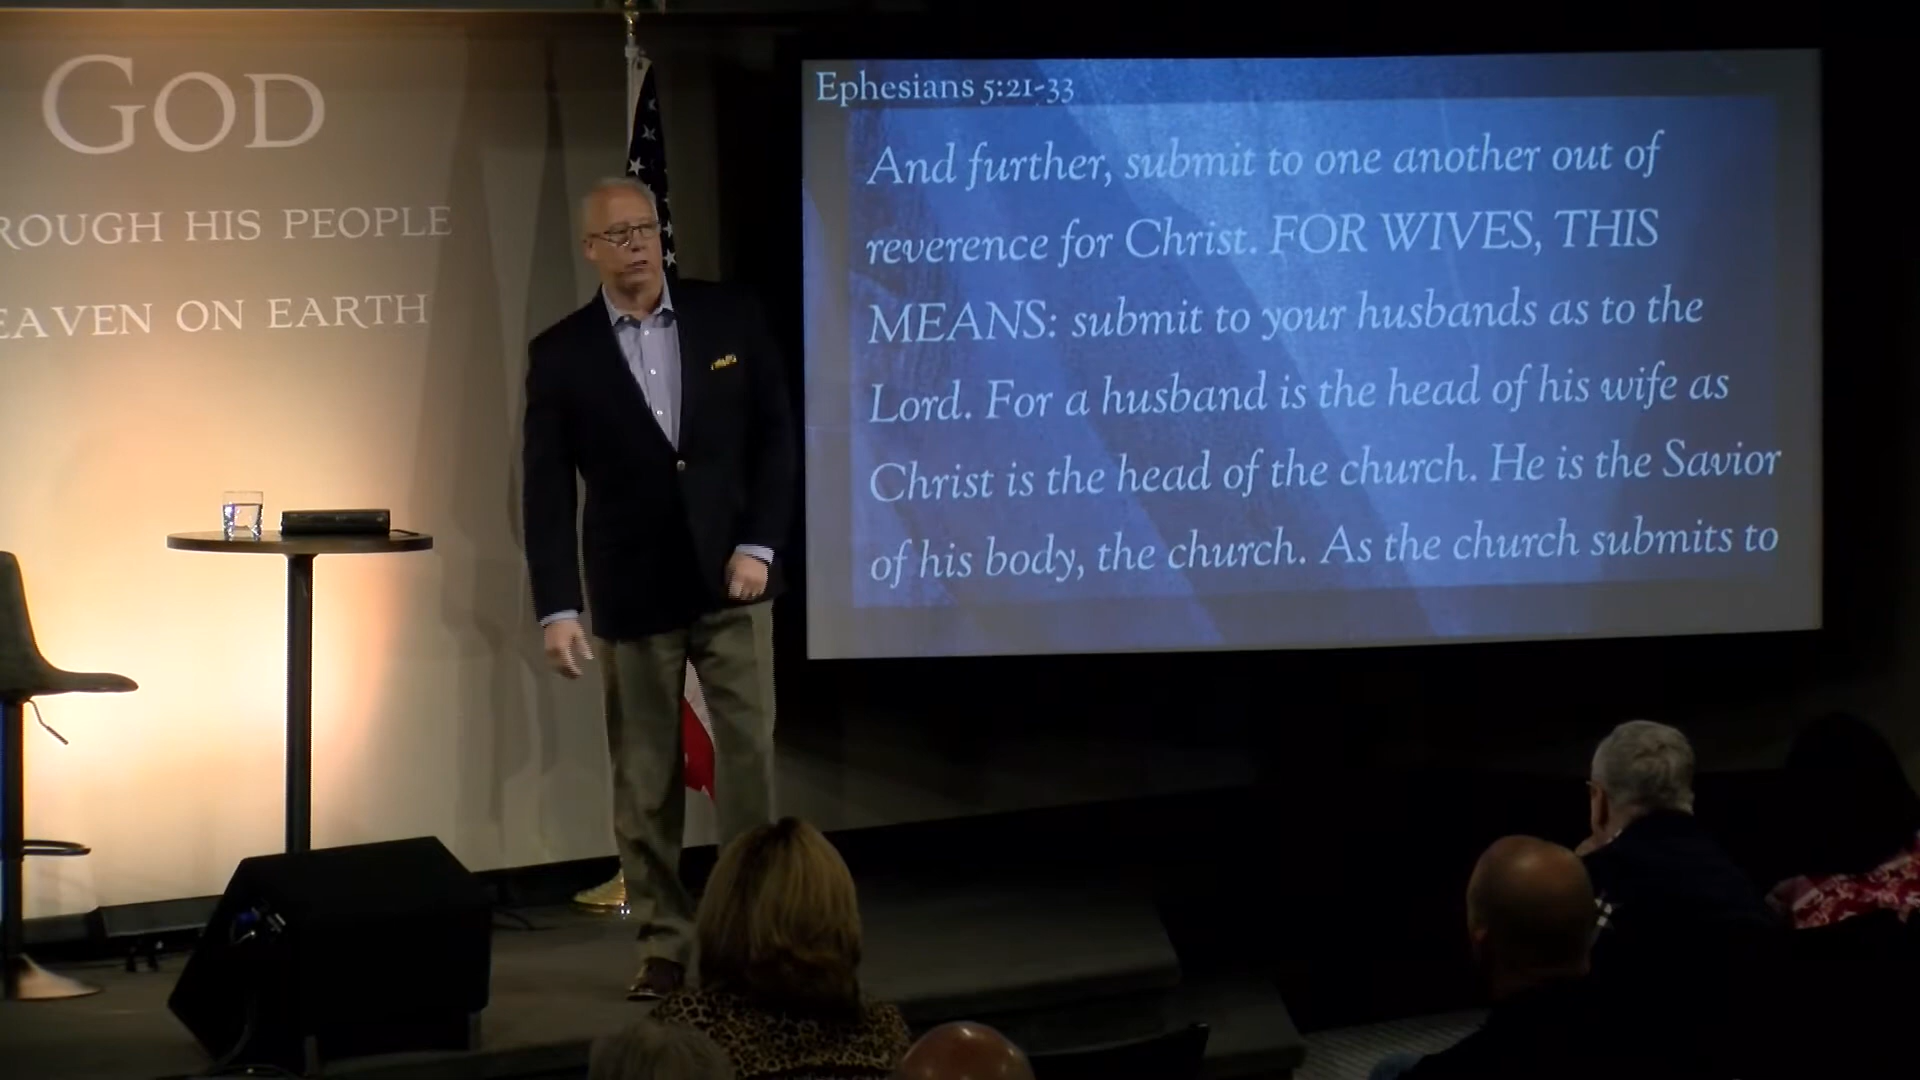 GOD
ROUGH HIS PEOPLE
EAVEN ON EARTH
Ephesians 5:21-33
And further, submit to one another out of
reverence for Christ. FOR WIVES, THIS
MEANS: submit to your husbands as to the
Lord. For a husband is the head of his wife as
Christ is the head of the church. He is the Savior
of his body, the church. As the church submits to